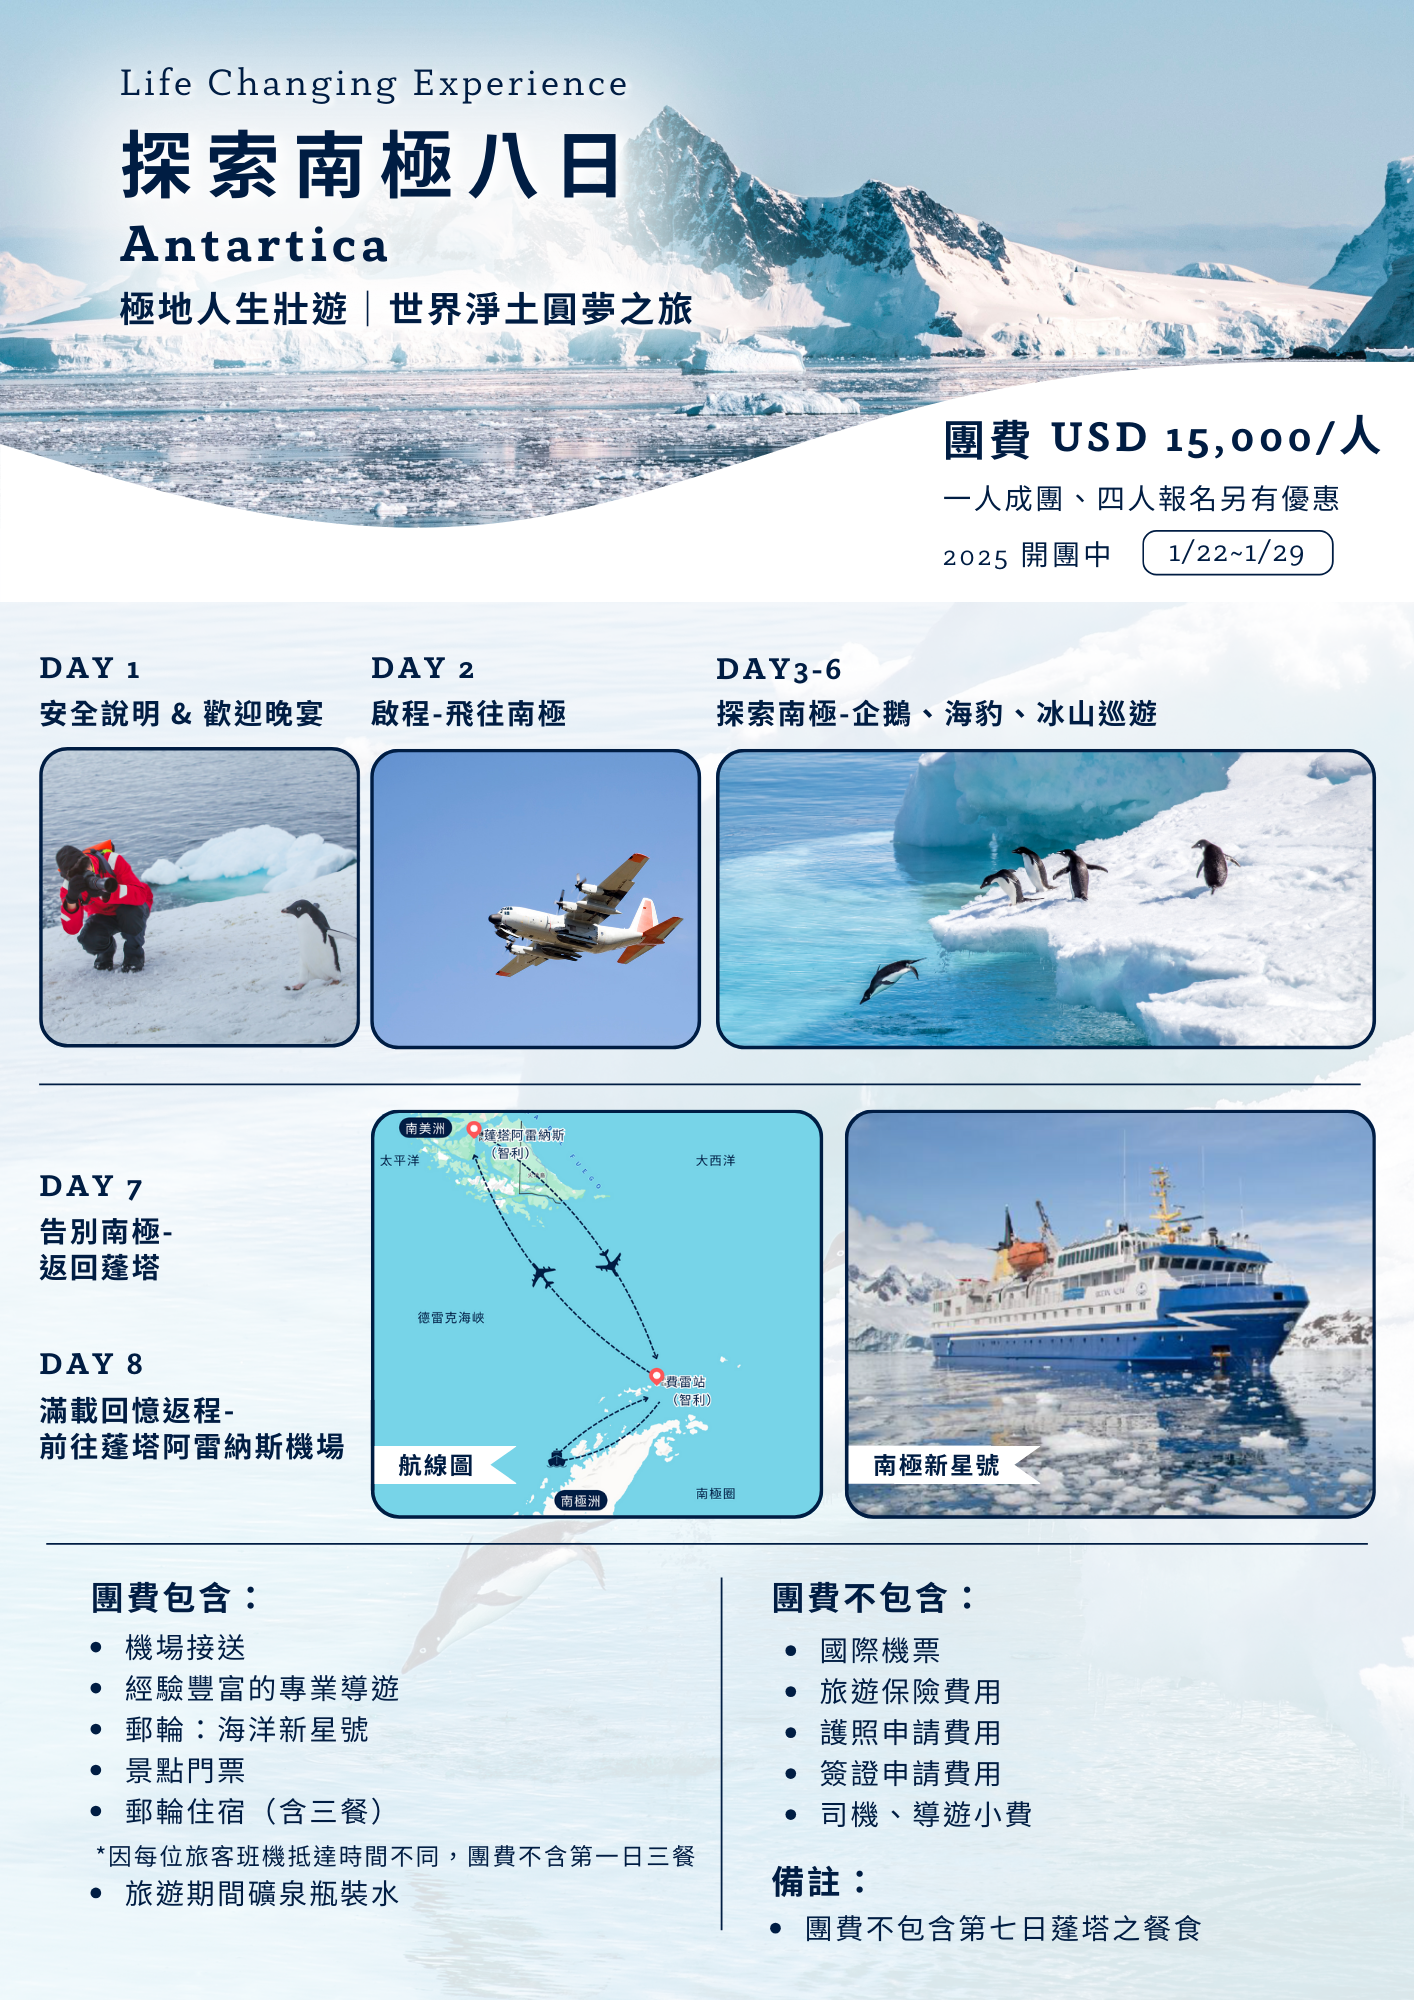 Life Changing Experience
探索南極八日
Antartica
極地人生壯遊｜世界淨土圓夢之旅
團費 USD 15,000/人
一人成團、四人報名另有優惠
2025 開團中 1/22~1/29
DAY 1
安全說明 & 歡迎晚宴
DAY 2
啟程-飛往南極
DAY3-6
探索南極-企鵝、海豹、冰山巡遊
DAY 7
告別南極-
返回蓬塔
DAY 8
滿載回憶返程-
前往蓬塔阿雷納斯機場
南美洲
蓬塔阿雷納斯
（智利）
太平洋
大西洋
德雷克海峽
費雷站
（智利）
航線圖
南極洲
南極圈
南極新星號
團費包含：
• 機場接送
• 經驗豐富的專業導遊
• 郵輪：海洋新星號
• 景點門票
• 郵輪住宿（含三餐）
*因每位旅客班機抵達時間不同，團費不含第一日三餐
• 旅遊期間礦泉瓶裝水
團費不包含：
• 國際機票
• 旅遊保險費用
• 護照申請費用
• 簽證申請費用
• 司機、導遊小費
備註：
• 團費不包含第七日蓬塔之餐食